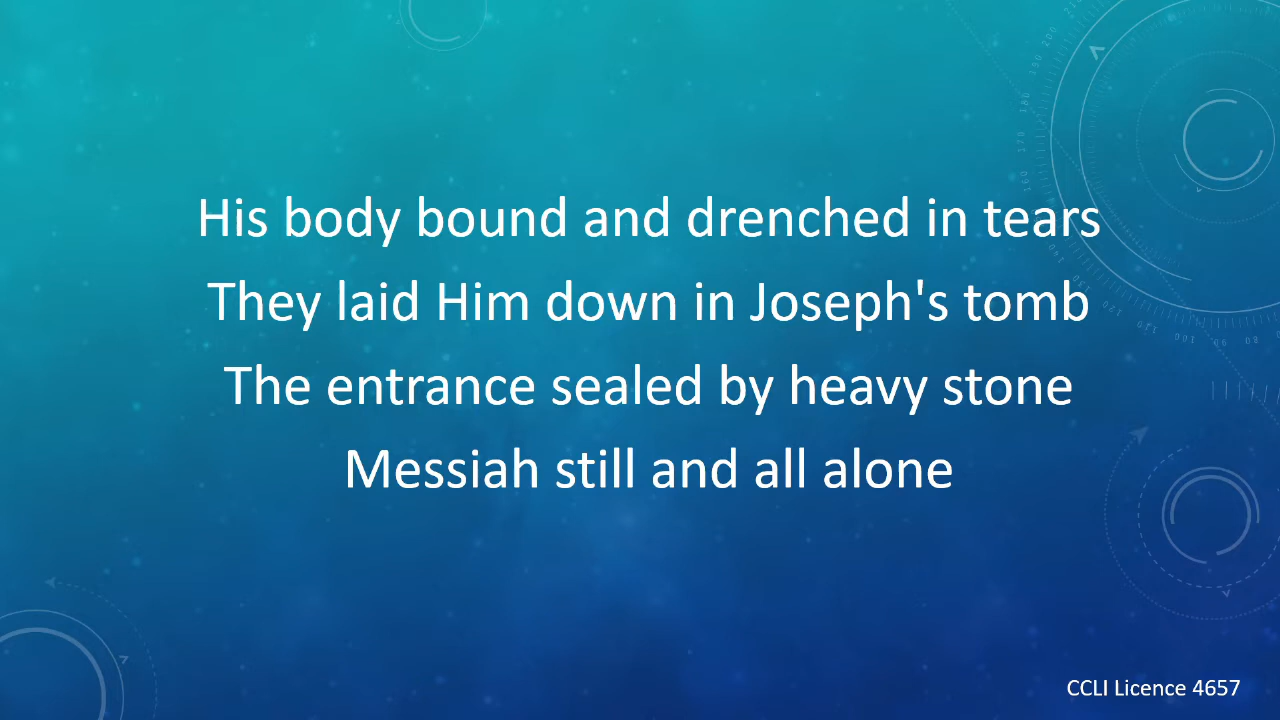 His body bound and drenched in tears
They laid Him down in Joseph's tomb
The entrance sealed by heavy stone
Messiah still and all alone
CCLI Licence 4657